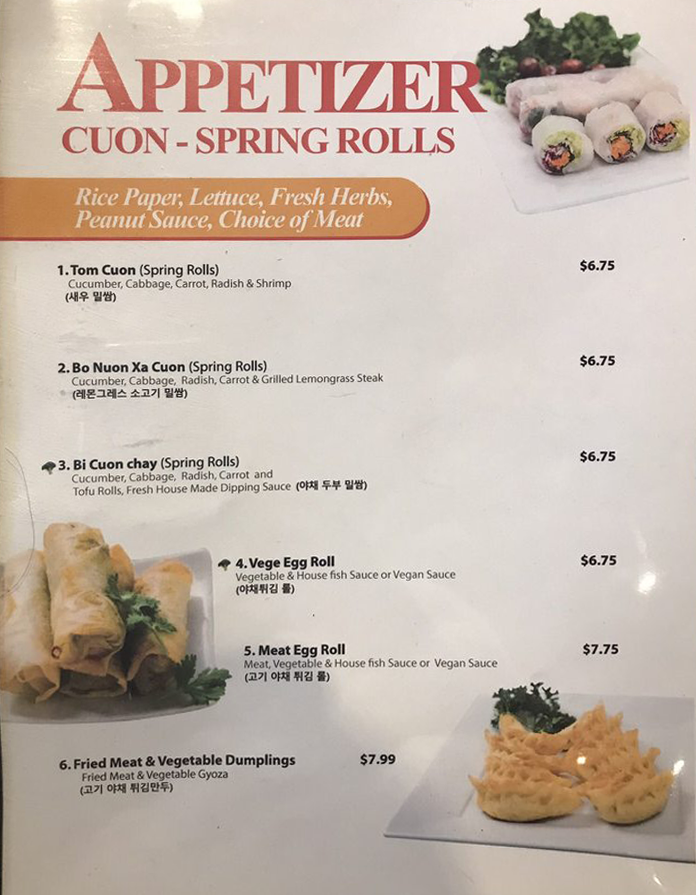 APPETIZER
CUON - SPRING ROLLS
Rice Paper, Lettuce, Fresh Herbs,
Peanut Sauce, Choice of Meat
1. Tom Cuon (Spring Rolls) $6.75
Cucumber, Cabbage, Carrot, Radish & Shrimp
(새우 밀쌈)
2. Bo Nuon Xa Cuon (Spring Rolls) $6.75
Cucumber, Cabbage, Radish, Carrot & Grilled Lemongrass Steak
(레몬그레스 소고기 밀쌈)
3. Bi Cuon chay (Spring Rolls) $6.75
Cucumber, Cabbage, Radish, Carrot and
Tofu Rolls, Fresh House Made Dipping Sauce (야채 두부 밀쌈)
4. Vege Egg Roll $6.75
Vegetable & House fish Sauce or Vegan Sauce
(야채튀김 롤)
5. Meat Egg Roll $7.75
Meat, Vegetable & House fish Sauce or Vegan Sauce
(고기 야채 튀김 롤)
6. Fried Meat & Vegetable Dumplings $7.99
Fried Meat & Vegetable Gyoza
(고기 야채 튀김만두)